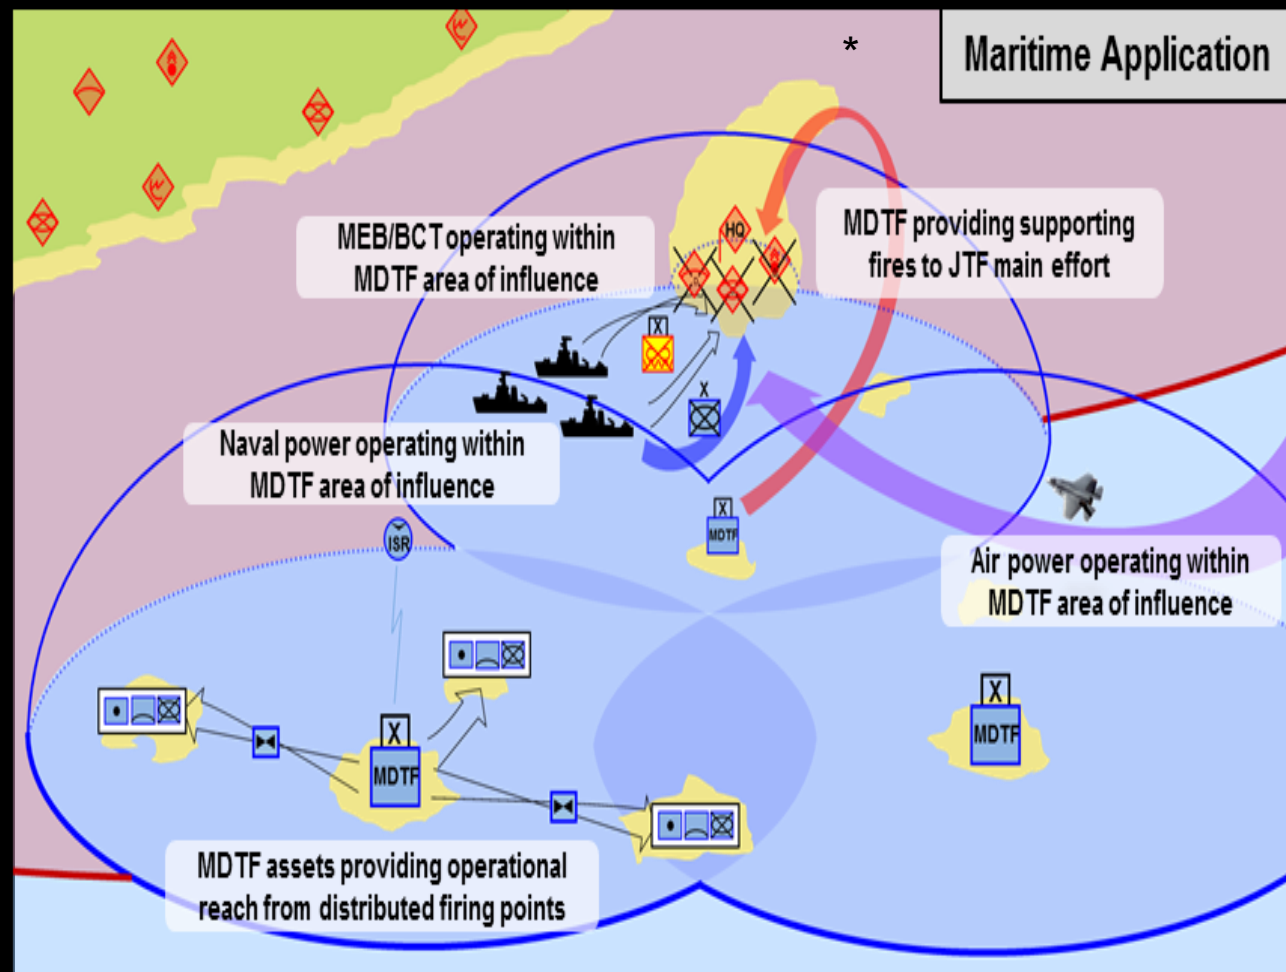 *
Maritime Application
MEB/BCT operating within
MDTF area of influence
MDTF providing supporting
fires to JTF main effort
HQ
X
X
Naval power operating within
MDTF area of influence
X
MDTF
ISR
Air power operating within
MDTF area of influence
X
MDTF
X
MDTF
MDTF assets providing operational
reach from distributed firing points